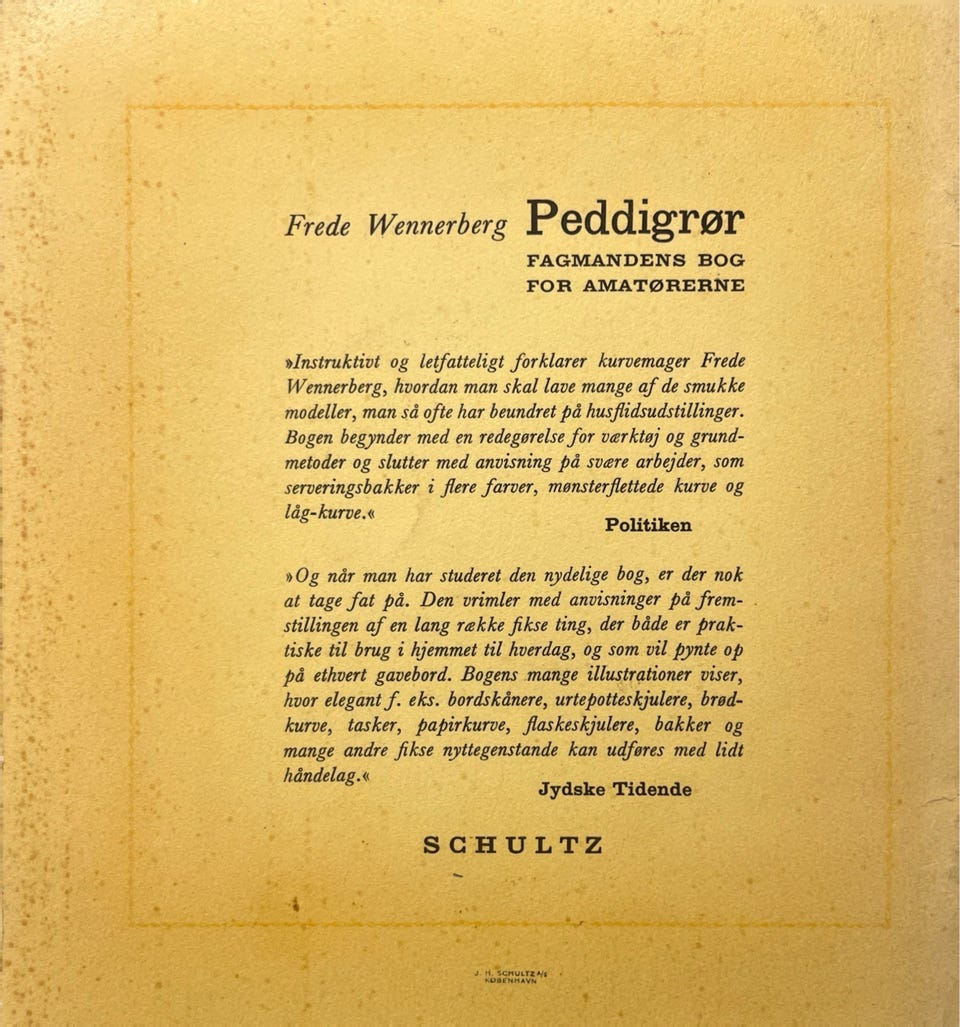 Frede Wennerberg Peddigrør
FAGMANDENS BOG
FOR AMATØRERNE
»Instruktivt og letfatteligt forklarer kurvemager Frede
Wennerberg, hvordan man skal lave mange af de smukke
modeller, man så ofte har beundret på husflidsudstillinger.
Bogen begynder med en redegørelse for værktøj og grund-
metoder og slutter med anvisning på svære arbejder, som
serveringsbakker i flere farver, mønsterflettede kurve og
låg-kurve.«
Politiken
»Og når man har studeret den nydelige bog, er der nok
at tage fat på. Den vrimler med anvisninger på frem-
stillingen af en lang række fikse ting, der både er prak-
tiske til brug i hjemmet til hverdag, og som vil pynte op
på ethvert gavebord. Bogens mange illustrationer viser,
hvor elegant f. eks. bordskånere, urtepotteskjulere, brød-
kurve, tasker, papirkurve, flaskeskjulere, bakker og
mange andre fikse nyttegenstande kan udføres med lidt
håndelag.«
Jydske Tidende
SCHULTZ
J. H. SCHULTZ A/S
KØBENHAVN